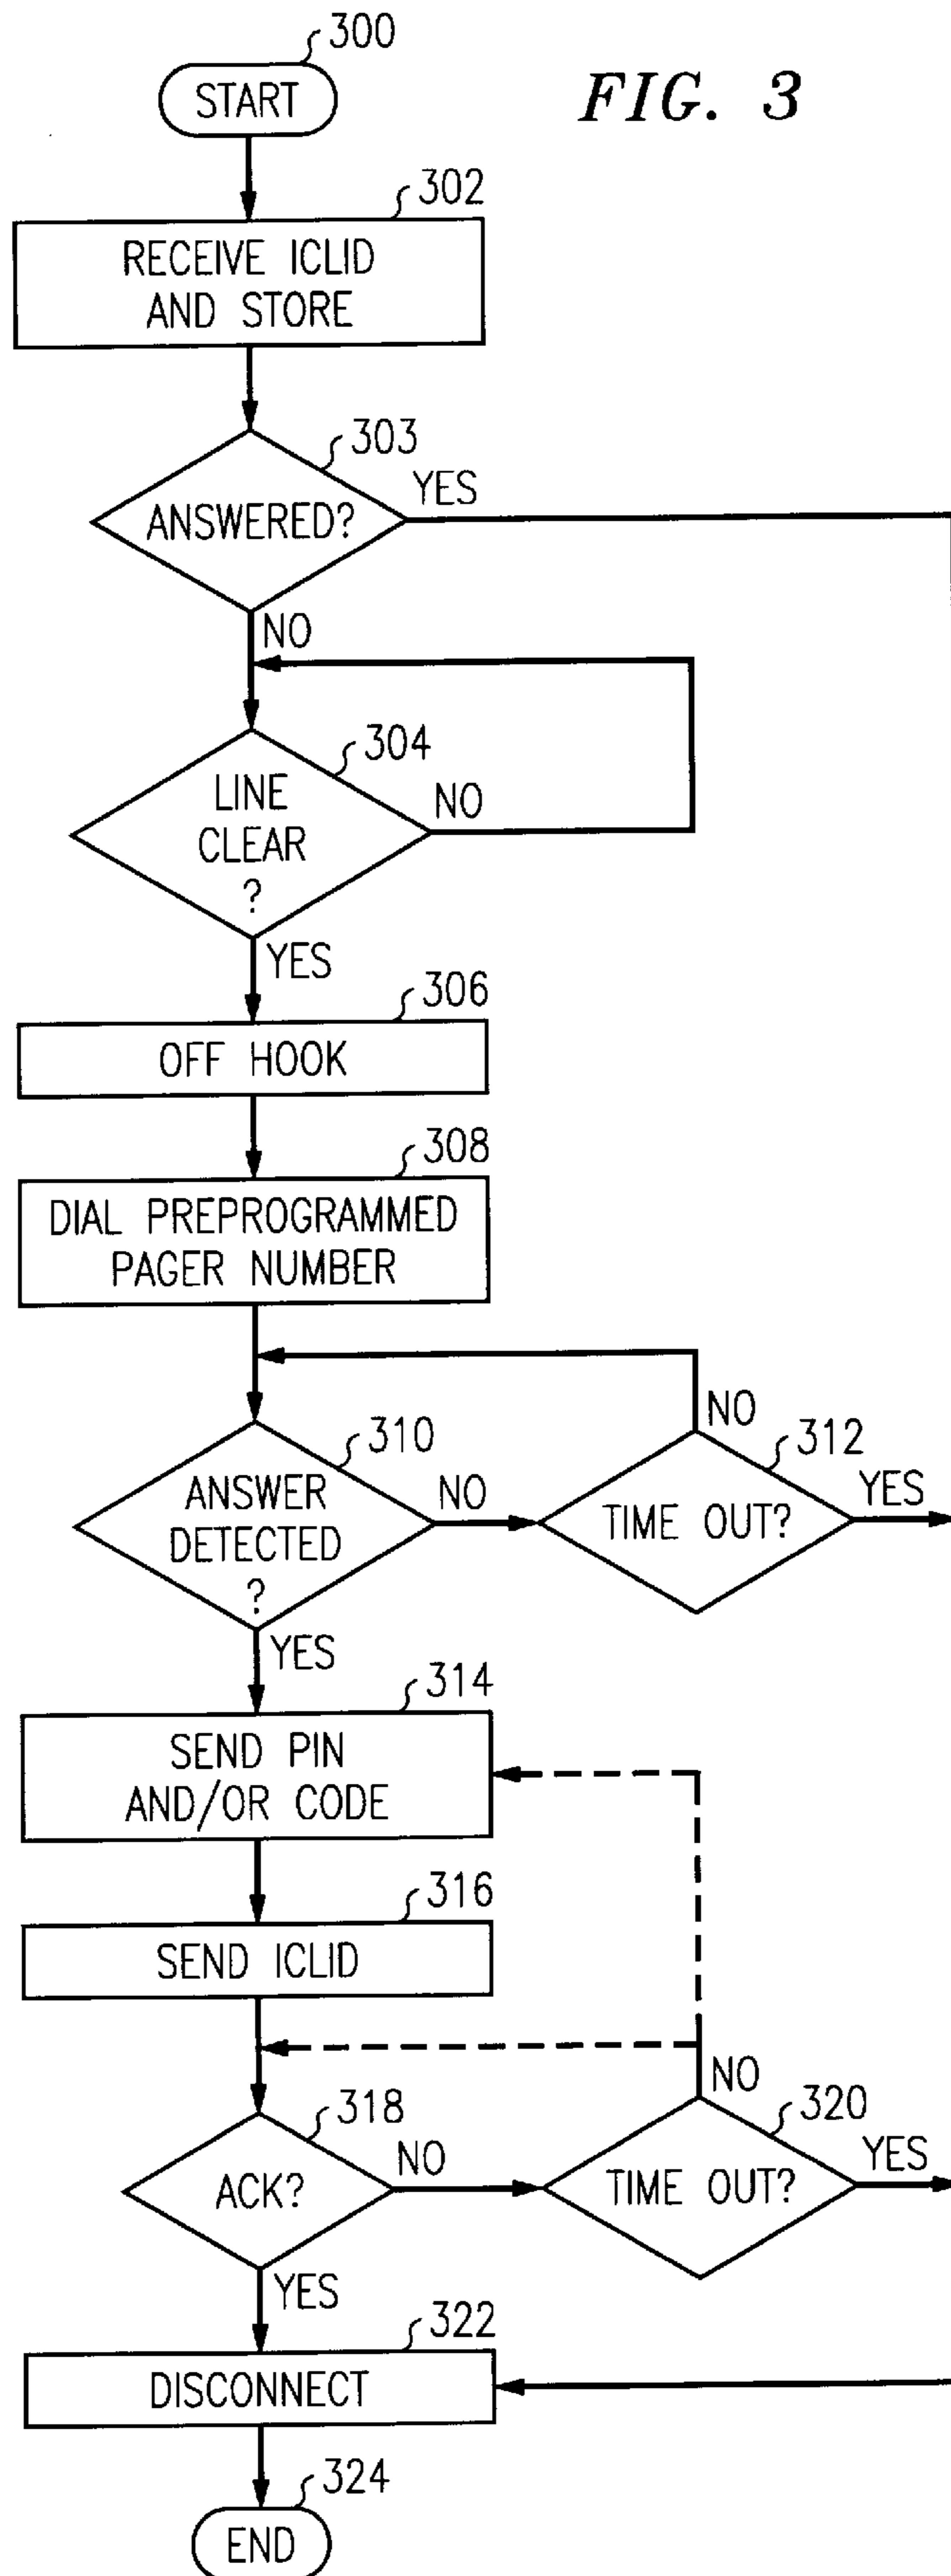 300
FIG. 3
START
302
RECEIVE ICLID
AND STORE
303
YES
ANSWERED?
NO
304
LINE
CLEAR
?
NO
YES
306
OFF HOOK
308
DIAL PREPROGRAMMED
PAGER NUMBER
310
ANSWER
DETECTED
?
NO
NO
312
TIME OUT?
YES
YES
314
SEND PIN
AND/OR CODE
316
SEND ICLID
318
ACK?
NO
NO
320
TIME OUT?
YES
YES
322
DISCONNECT
324
END